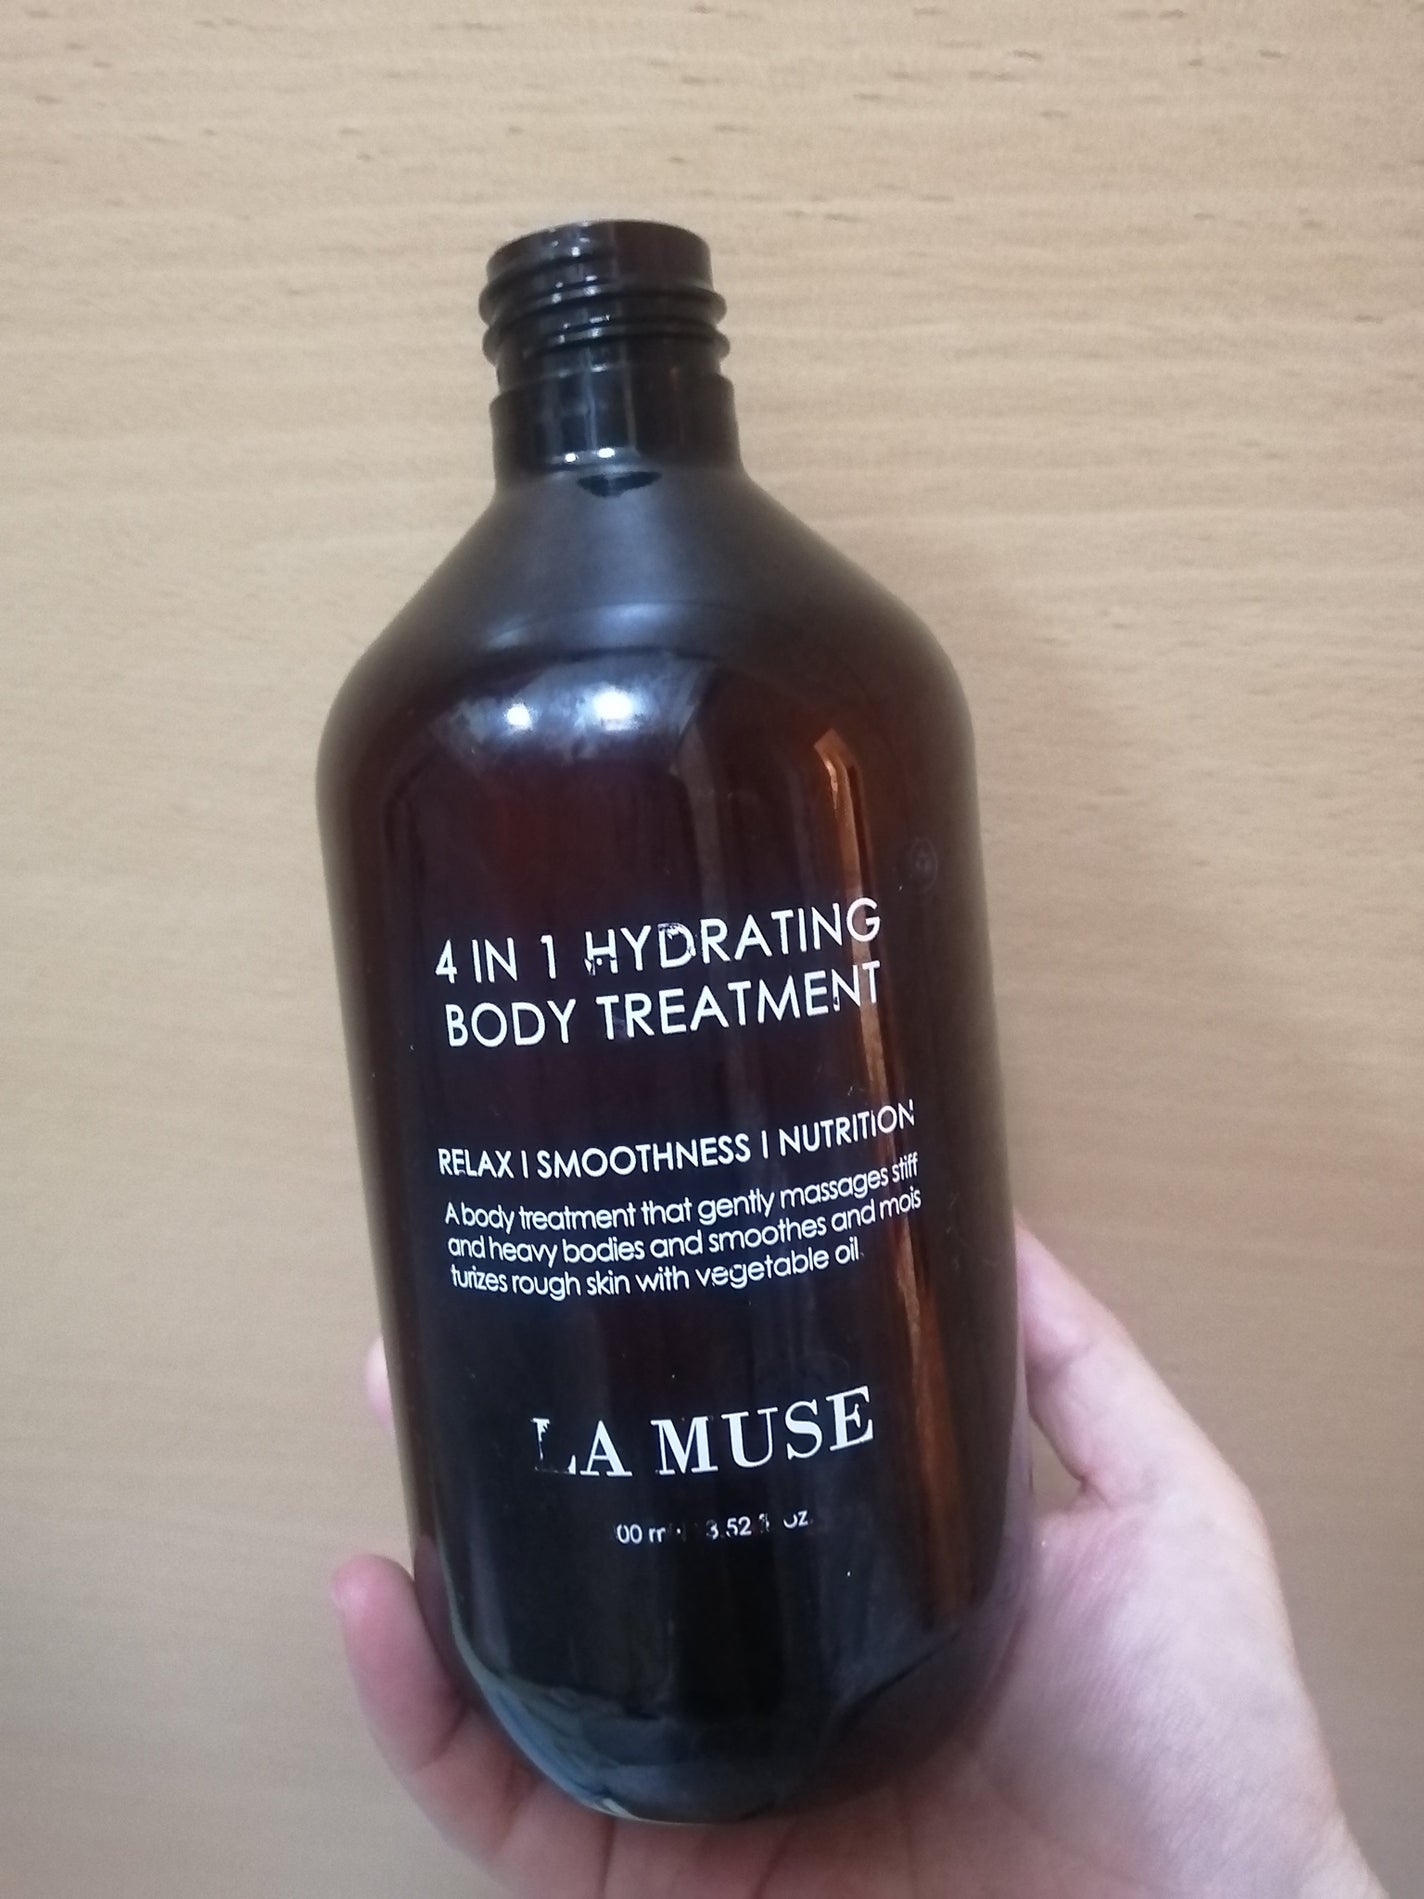 4 IN 1 HYDRATING
BODY TREATMENT
RELAX | SMOOTHNESS | NUTRITION
A body treatment that gently massages stiff
and heavy bodies and smoothes and mois
turizes rough skin with vegetable oil.
LA MUSE